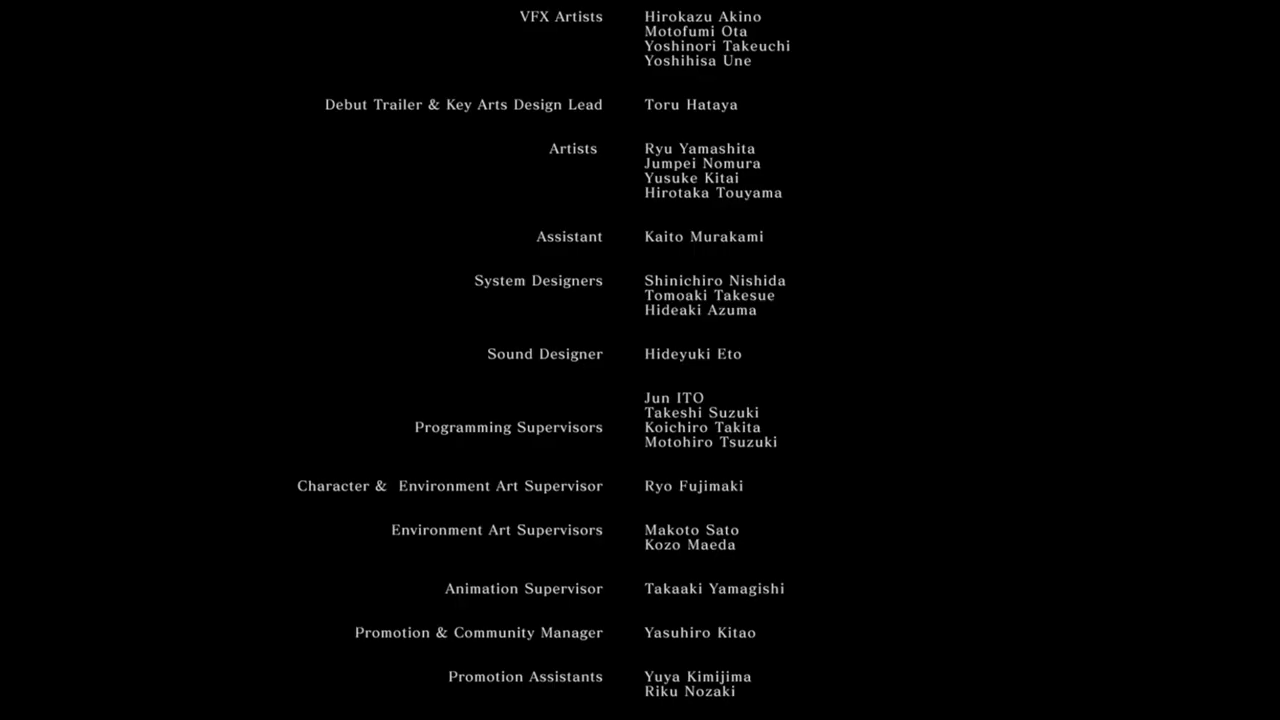 VFX Artists Hirokazu Akino
Motofumi Ota
Yoshinori Takeuchi
Yoshihisa Une
Debut Trailer & Key Arts Design Lead Toru Hataya
Artists Ryu Yamashita
Jumpei Nomura
Yusuke Kitai
Hirotaka Touyama
Assistant Kaito Murakami
System Designers Shinichiro Nishida
Tomoaki Takesue
Hideaki Azuma
Sound Designer Hideyuki Eto
Jun ITO
Takeshi Suzuki
Programming Supervisors Koichiro Takita
Motohiro Tsuzuki
Character & Environment Art Supervisor Ryo Fujimaki
Environment Art Supervisors Makoto Sato
Kozo Maeda
Animation Supervisor Takaaki Yamagishi
Promotion & Community Manager Yasuhiro Kitao
Promotion Assistants Yuya Kimijima
Riku Nozaki